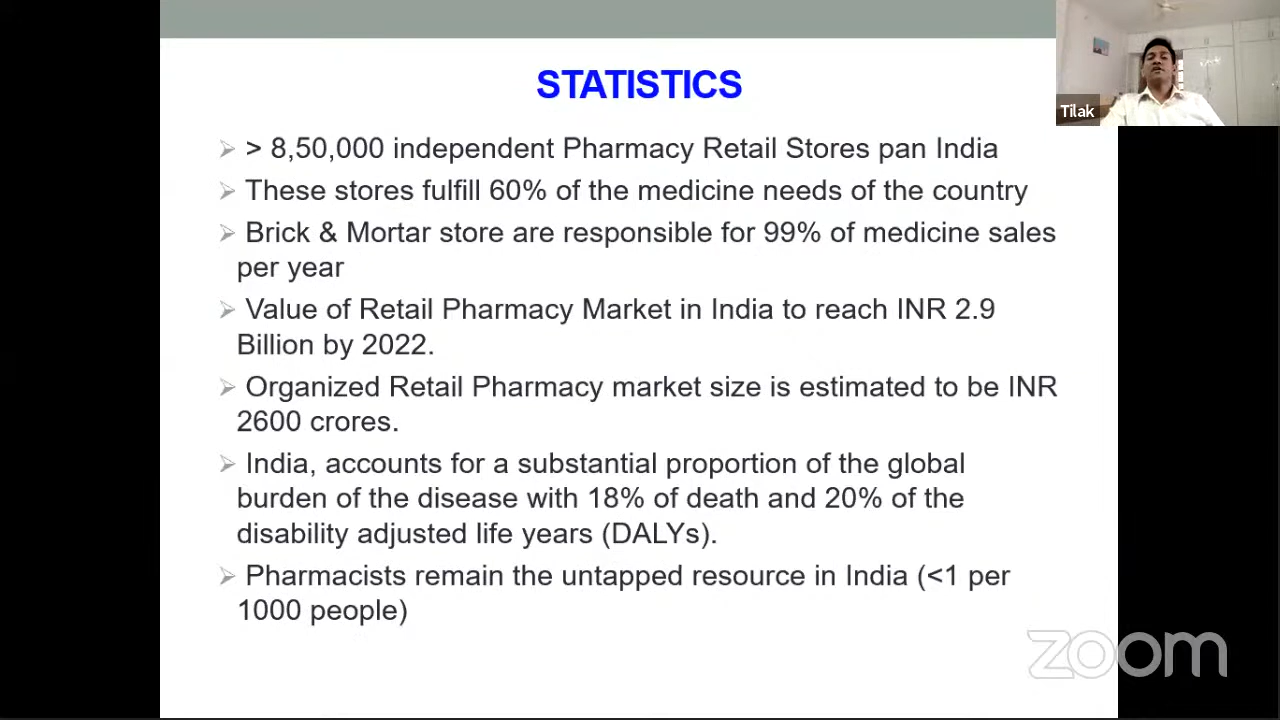 STATISTICS
> 8,50,000 independent Pharmacy Retail Stores pan India
These stores fulfill 60% of the medicine needs of the country
Brick & Mortar store are responsible for 99% of medicine sales
per year
Value of Retail Pharmacy Market in India to reach INR 2.9
Billion by 2022.
Organized Retail Pharmacy market size is estimated to be INR
2600 crores.
India, accounts for a substantial proportion of the global
burden of the disease with 18% of death and 20% of the
disability adjusted life years (DALYs).
Pharmacists remain the untapped resource in India (<1 per
1000 people)
Tilak
zoom